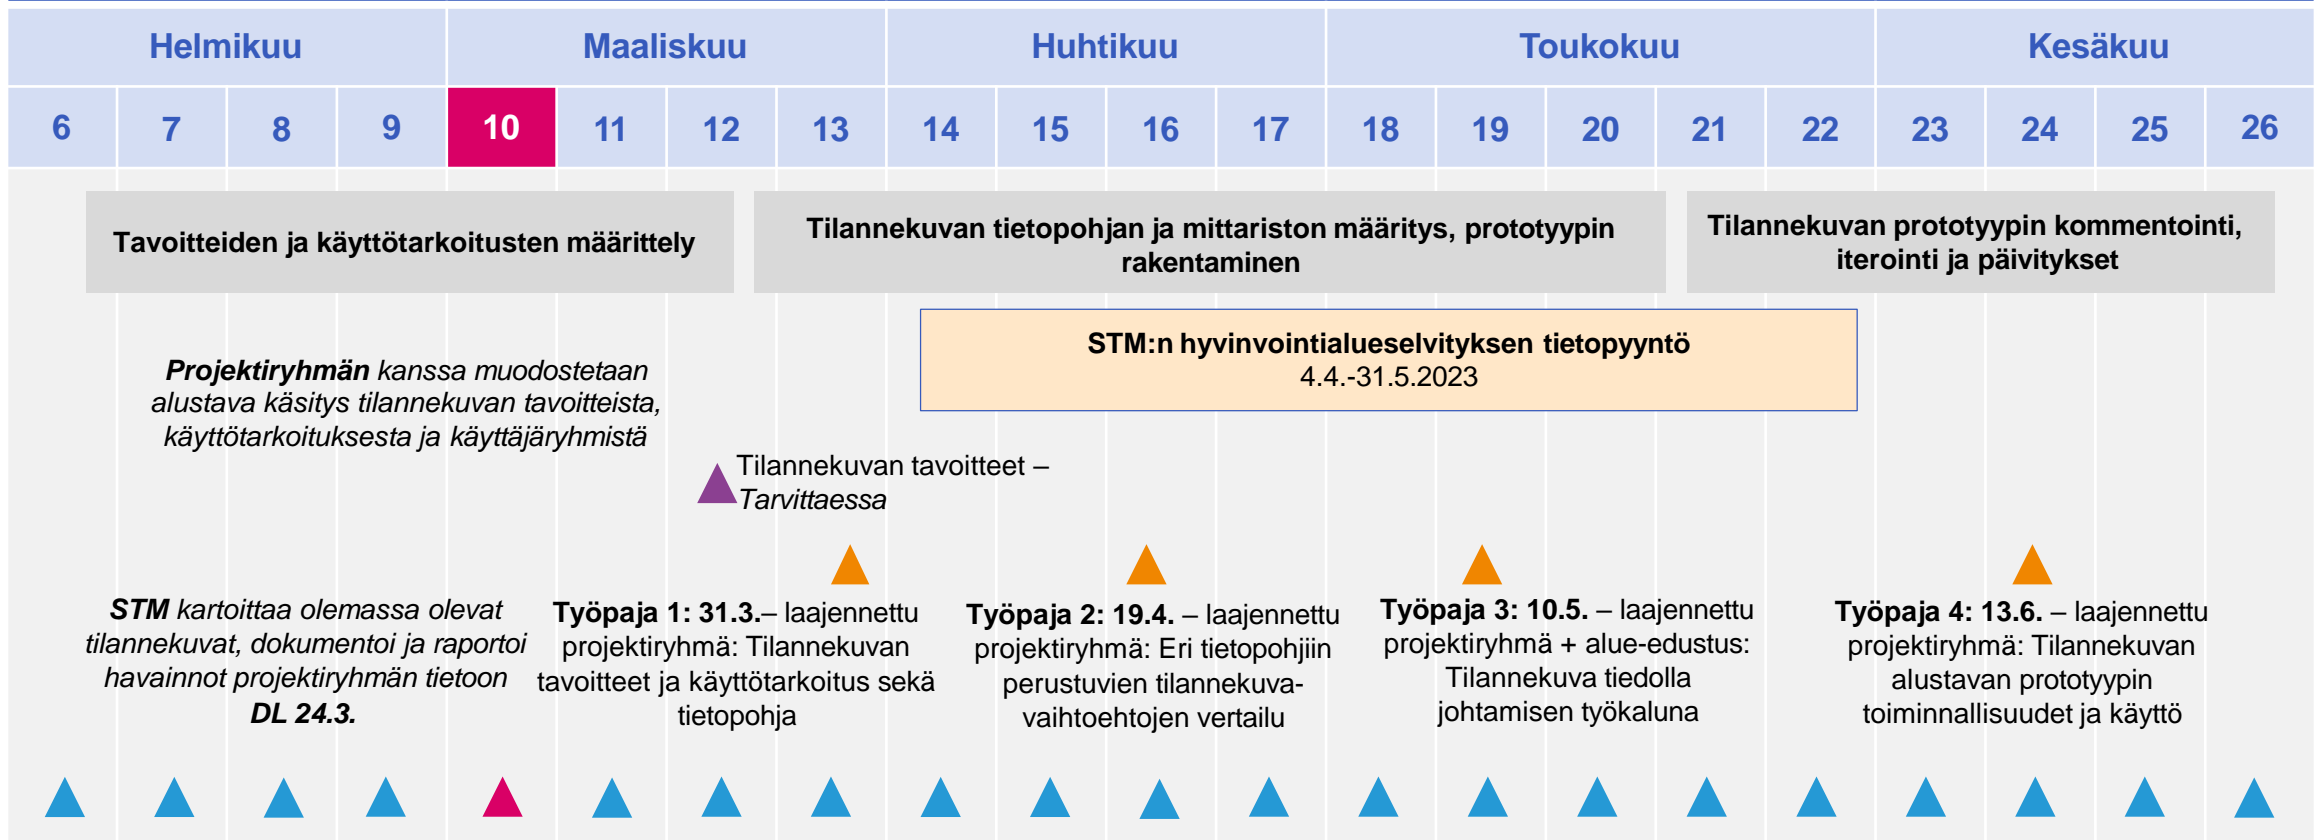 Helmikuu Maaliskuu Huhtikuu Toukokuu Kesäkuu
6 7 8 9 10 11 12 13 14 15 16 17 18 19 20 21 22 23 24 25 26
Tavoitteiden ja käyttötarkoitusten määrittely
Tilannekuvan tietopohjan ja mittariston määritys, prototyypin
rakentaminen
Tilannekuvan prototyypin kommentointi,
iterointi ja päivitykset
STM:n hyvinvointialueselvityksen tietopyyntö
4.4.-31.5.2023
Projektiryhmän kanssa muodostetaan
alustava käsitys tilannekuvan tavoitteista,
käyttötarkoituksesta ja käyttäjäryhmistä
Tilannekuvan tavoitteet –
Tarvittaessa
STM kartoittaa olemassa olevat
tilannekuvat, dokumentoi ja raportoi
havainnot projektiryhmän tietoon
DL 24.3.
Työpaja 1: 31.3.– laajennettu
projektiryhmä: Tilannekuvan
tavoitteet ja käyttötarkoitus sekä
tietopohja
Työpaja 2: 19.4. – laajennettu
projektiryhmä: Eri tietopohjiin
perustuvien tilannekuva-
vaihtoehtojen vertailu
Työpaja 3: 10.5. – laajennettu
projektiryhmä + alue-edustus:
Tilannekuva tiedolla
johtamisen työkaluna
Työpaja 4: 13.6. – laajennettu
projektiryhmä: Tilannekuvan
alustavan prototyypin
toiminnallisuudet ja käyttö